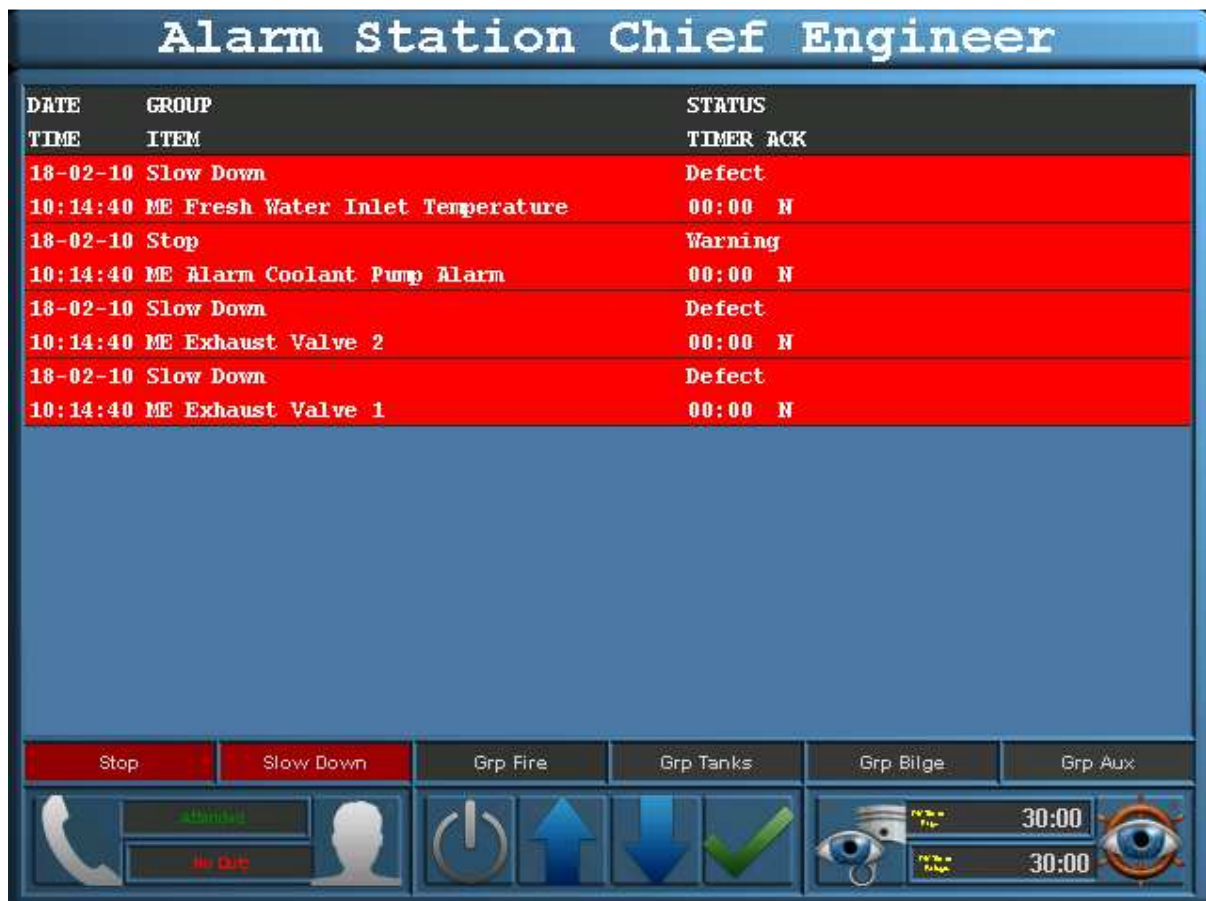 Alarm Station Chief Engineer
DATE GROUP STATUS
TIME ITEM TIMER ACK
18-02-10 Slow Down Defect
10:14:40 ME Fresh Water Inlet Temperature 00:00 N
18-02-10 Stop Warning
10:14:40 ME Alarm Coolant Pump Alarm 00:00 N
18-02-10 Slow Down Defect
10:14:40 ME Exhaust Valve 2 00:00 N
18-02-10 Slow Down Defect
10:14:40 ME Exhaust Valve 1 00:00 N
Stop Slow Down Grp Fire Grp Tanks Grp Bilge Grp Aux
Attended
30:00
No
30:00